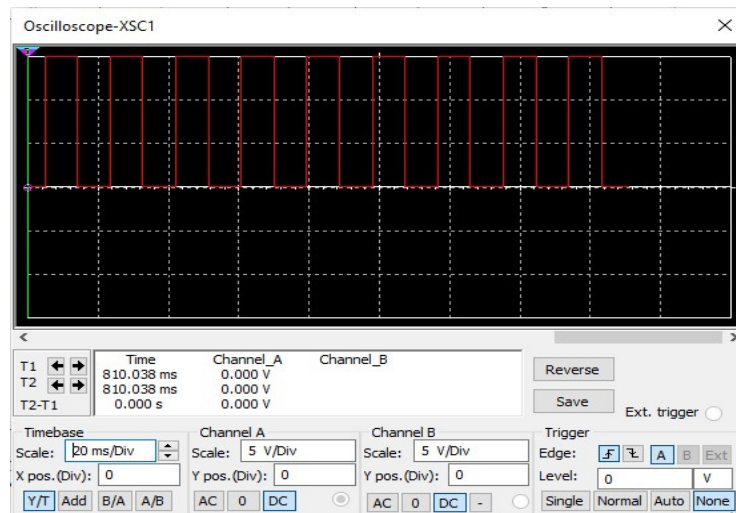 Oscilloscope-XSC1
Time Channel_A Channel_B
T1 810.038 ms 0.000 V
T2 810.038 ms 0.000 V
T2-T1 0.000 s 0.000 V
Reverse
Save
Ext. trigger
Timebase
Scale: 20 ms/Div
X pos.(Div): 0
Y/T Add B/A A/B
Channel A
Scale: 5 V/Div
Y pos.(Div): 0
AC 0 DC
Channel B
Scale: 5 V/Div
Y pos.(Div): 0
AC 0 DC -
Trigger
Edge: A B Ext
Level: 0 V
Single Normal Auto None